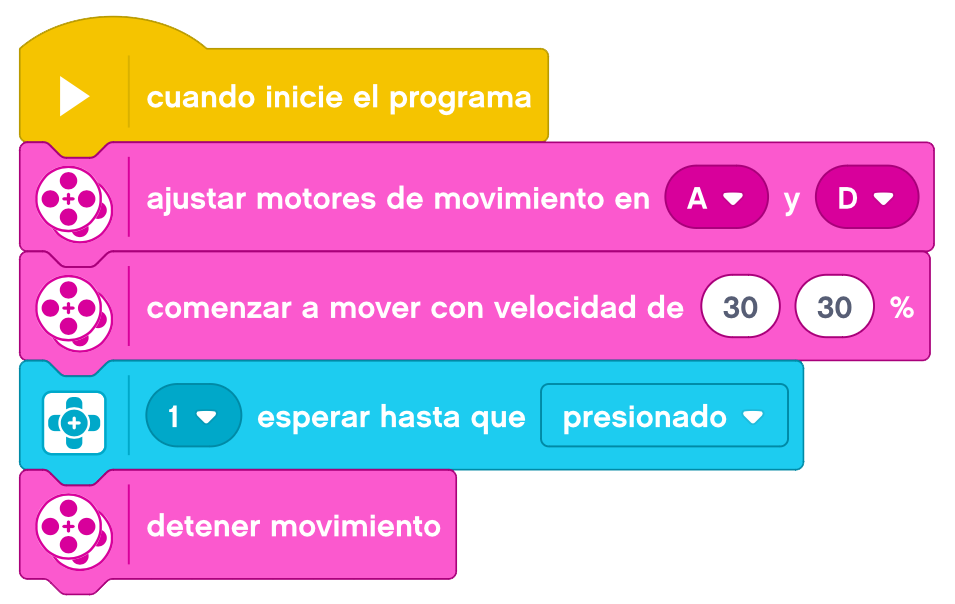 cuando inicie el programa
ajustar motores de movimiento en A y D
comenzar a mover con velocidad de 30 30 %
1 esperar hasta que presionado
detener movimiento